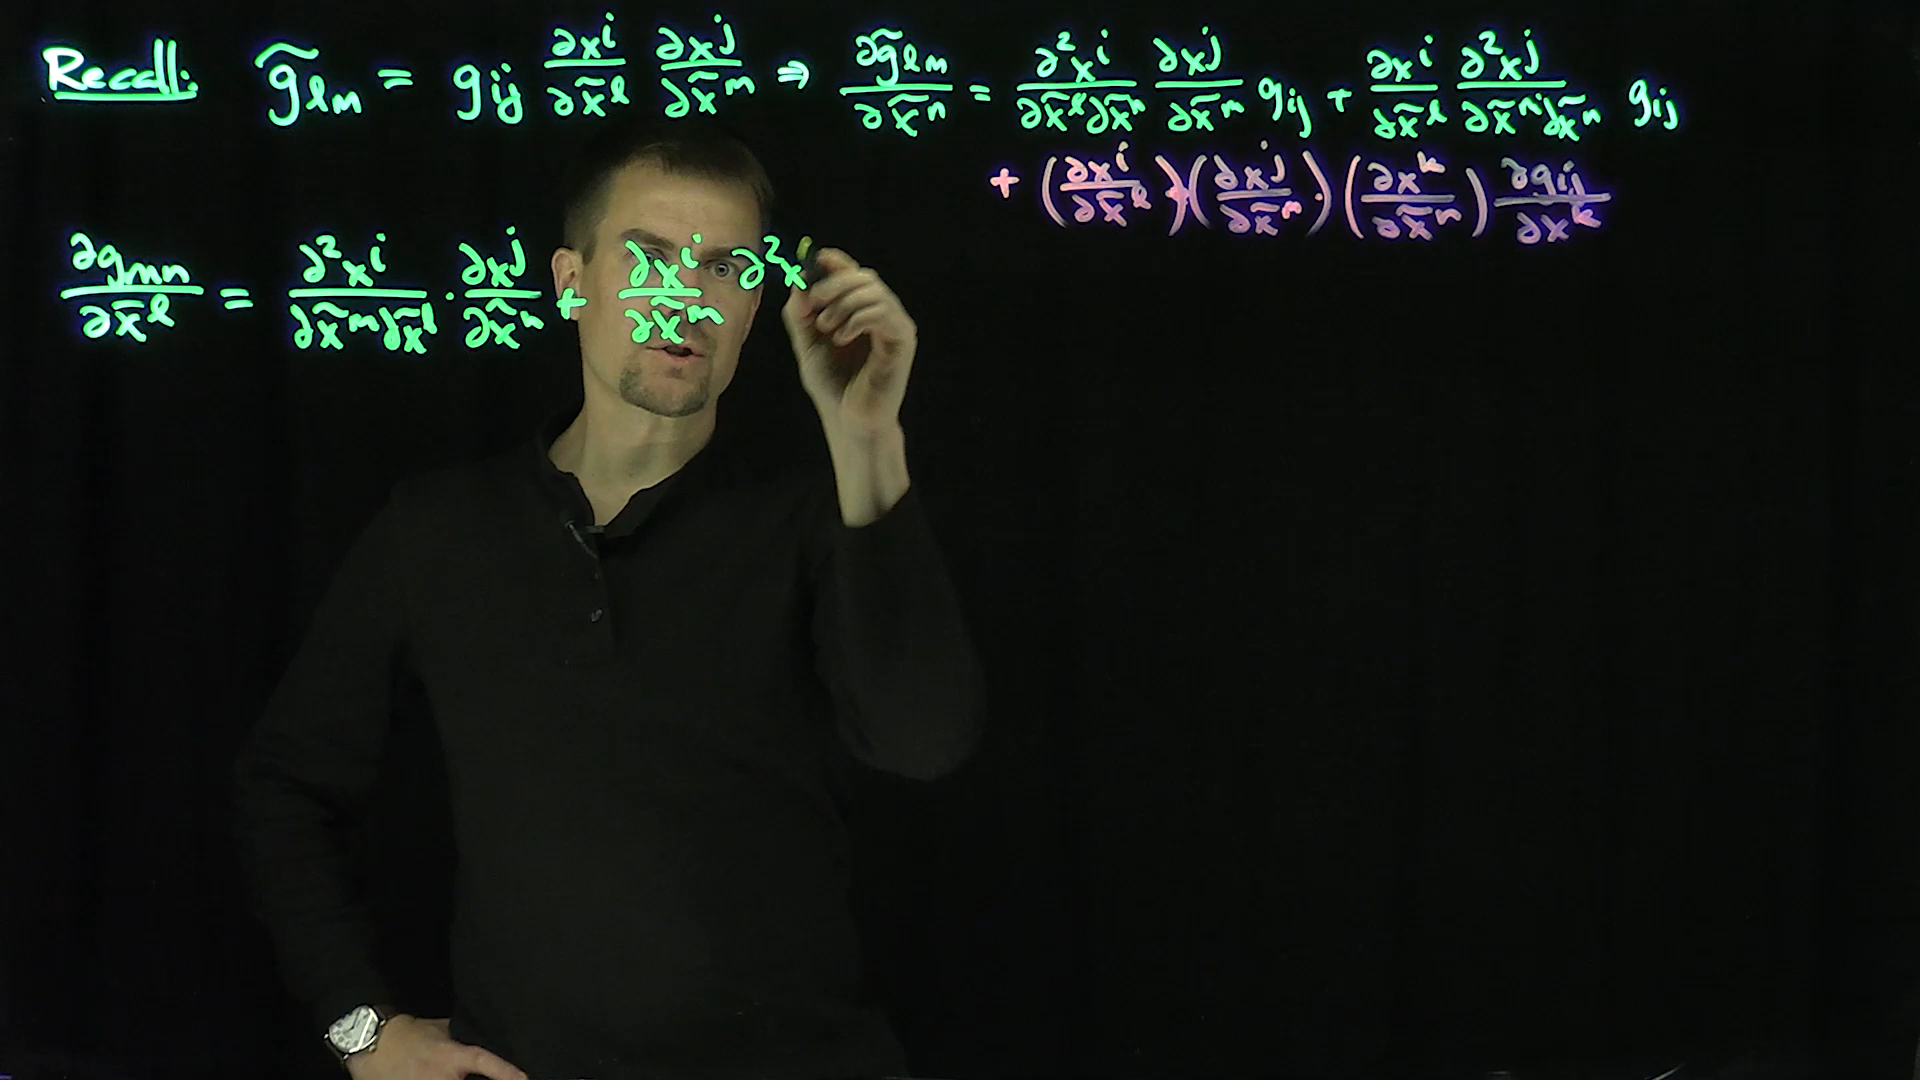 Recall: g̃ₗₘ = gᵢⱼ ∂xⁱ/∂x̃ˡ ∂xʲ/∂x̃ᵐ ⇒ ∂g̃ₗₘ/∂x̃ⁿ = ∂²xⁱ/∂x̃ˡ∂x̃ⁿ ∂xʲ/∂x̃ᵐ gᵢⱼ + ∂xⁱ/∂x̃ˡ ∂²xʲ/∂x̃ᵐ∂x̃ⁿ gᵢⱼ
+ (∂xⁱ/∂x̃ˡ)·(∂xʲ/∂x̃ᵐ)·(∂xᵏ/∂x̃ⁿ) ∂gᵢⱼ/∂xᵏ
∂gₘₙ/∂x̃ˡ = ∂²xⁱ/∂x̃ᵐ∂x̃ˡ · ∂xʲ/∂x̃ⁿ + ∂xⁱ/∂x̃ᵐ ∂²x